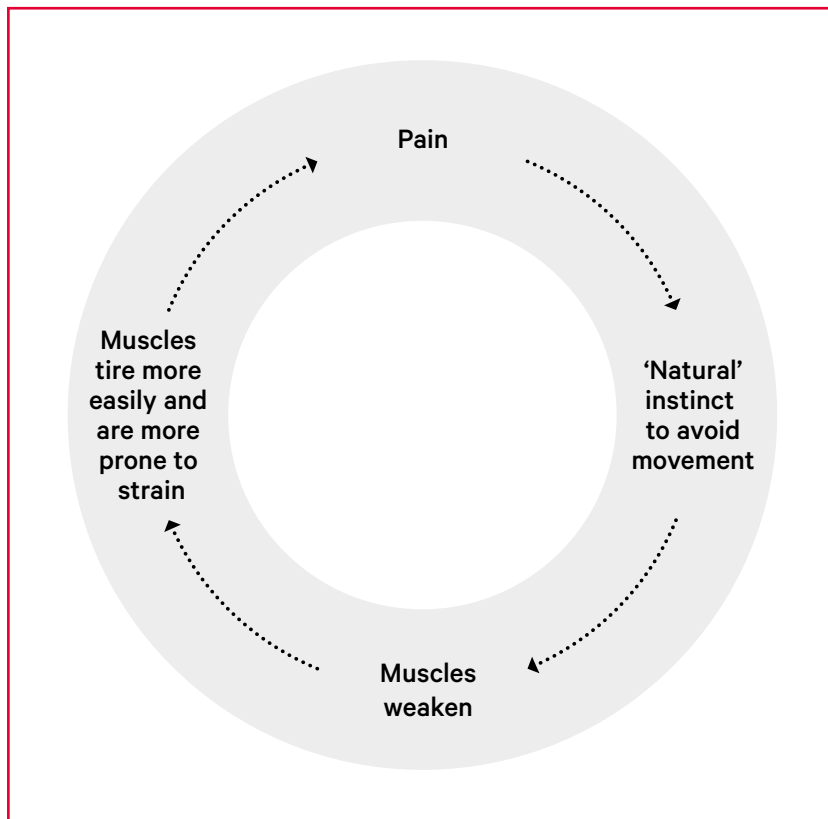 Pain
‘Natural’
instinct
to avoid
movement
Muscles
weaken
Muscles
tire more
easily and
are more
prone to
strain